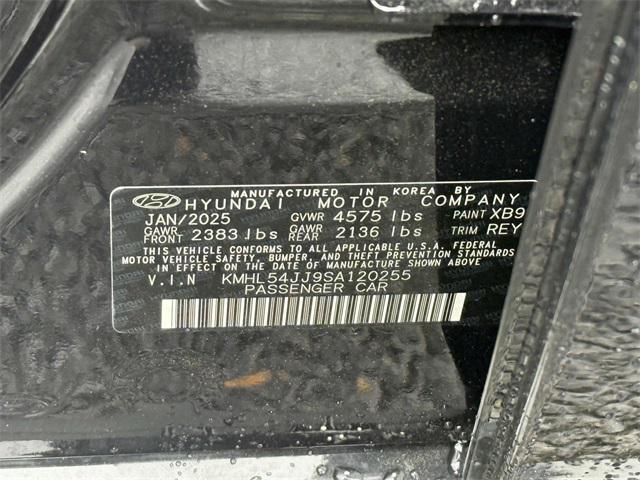 MANUFACTURED IN KOREA BY
HYUNDAI MOTOR COMPANY
JAN/2025 GVWR 4575 lbs PAINT XB9
GAWR FRONT 2383 lbs GAWR REAR 2136 lbs TRIM REY
THIS VEHICLE CONFORMS TO ALL APPLICABLE U.S.A. FEDERAL
MOTOR VEHICLE SAFETY, BUMPER, AND THEFT PREVENTION STANDARDS
IN EFFECT ON THE DATE OF MANUFACTURE SHOWN ABOVE
V.I.N KMHL54JJ9SA120255
PASSENGER CAR